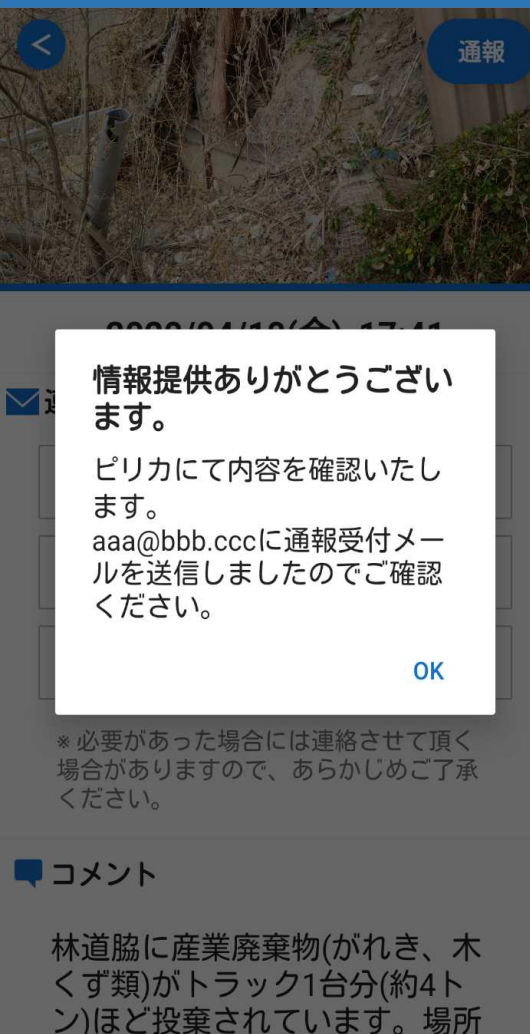 通報
情報提供ありがとうござい
ます。
ピリカにて内容を確認いたし
ます。
aaa@bbb.cccに通報受付メー
ルを送信しましたのでご確認
ください。
OK
※必要があった場合には連絡させて頂く
場合がありますので、あらかじめご了承
ください。
コメント
林道脇に産業廃棄物(がれき、木
くず類)がトラック1台分(約4ト
ン)ほど投棄されています。場所